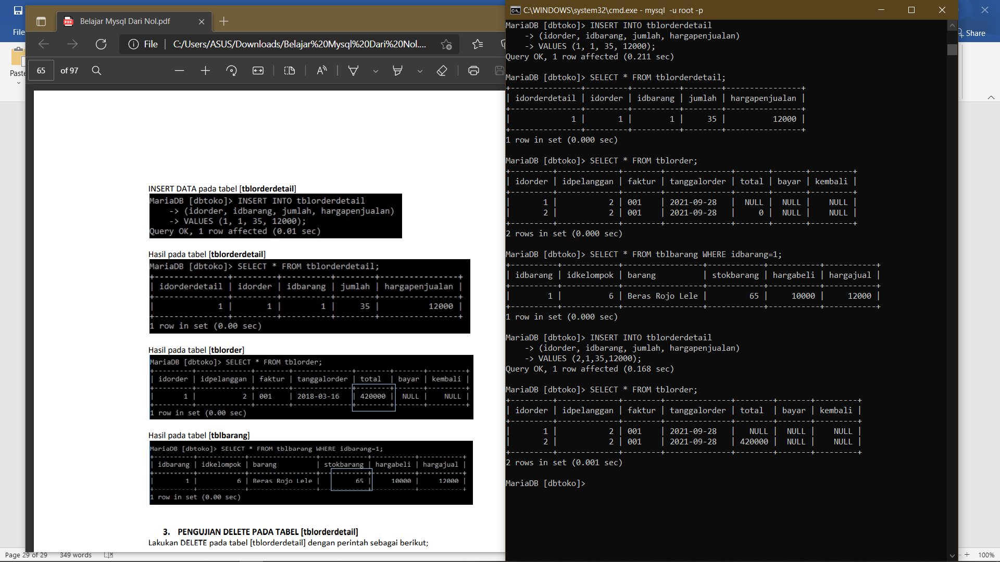 File
Paste
Belajar Mysql Dari Nol.pdf
File
C:/Users/ASUS/Downloads/Belajar%20Mysql%20Dari%20Nol....
65 of 97
INSERT DATA pada tabel [tblorderdetail]
MariaDB [dbtoko]> INSERT INTO tblorderdetail
-> (idorder, idbarang, jumlah, hargapenjualan)
-> VALUES (1, 1, 35, 12000);
Query OK, 1 row affected (0.01 sec)
Hasil pada tabel [tblorderdetail]
MariaDB [dbtoko]> SELECT * FROM tblorderdetail;
| idorderdetail | idorder | idbarang | jumlah | hargapenjualan |
| 1 | 1 | 1 | 35 | 12000 |
1 row in set (0.00 sec)
Hasil pada tabel [tblorder]
MariaDB [dbtoko]> SELECT * FROM tblorder;
| idorder | idpelanggan | faktur | tanggalorder | total | bayar | kembali |
| 1 | 2 | 001 | 2018-03-16 | 420000 | NULL | NULL |
1 row in set (0.00 sec)
Hasil pada tabel [tblbarang]
MariaDB [dbtoko]> SELECT * FROM tblbarang WHERE idbarang=1;
| idbarang | idkelompok | barang | stokbarang | hargabeli | hargajual |
| 1 | 6 | Beras Rojo Lele | 65 | 10000 | 12000 |
1 row in set (0.00 sec)
3. PENGUJIAN DELETE PADA TABEL [tblorderdetail]
Lakukan DELETE pada tabel [tblorderdetail] dengan perintah sebagai berikut;
C:\WINDOWS\system32\cmd.exe - mysql -u root -p
MariaDB [dbtoko]> INSERT INTO tblorderdetail
-> (idorder, idbarang, jumlah, hargapenjualan)
-> VALUES (1, 1, 35, 12000);
Query OK, 1 row affected (0.211 sec)
MariaDB [dbtoko]> SELECT * FROM tblorderdetail;
| idorderdetail | idorder | idbarang | jumlah | hargapenjualan |
| 1 | 1 | 1 | 35 | 12000 |
1 row in set (0.000 sec)
MariaDB [dbtoko]> SELECT * FROM tblorder;
| idorder | idpelanggan | faktur | tanggalorder | total | bayar | kembali |
| 1 | 2 | 001 | 2021-09-28 | NULL | NULL | NULL |
| 2 | 2 | 001 | 2021-09-28 | 0 | NULL | NULL |
2 rows in set (0.000 sec)
MariaDB [dbtoko]> SELECT * FROM tblbarang WHERE idbarang=1;
| idbarang | idkelompok | barang | stokbarang | hargabeli | hargajual |
| 1 | 6 | Beras Rojo Lele | 65 | 10000 | 12000 |
1 row in set (0.000 sec)
MariaDB [dbtoko]> INSERT INTO tblorderdetail
-> (idorder, idbarang, jumlah, hargapenjualan)
-> VALUES (2,1,35,12000);
Query OK, 1 row affected (0.168 sec)
MariaDB [dbtoko]> SELECT * FROM tblorder;
| idorder | idpelanggan | faktur | tanggalorder | total | bayar | kembali |
| 1 | 2 | 001 | 2021-09-28 | NULL | NULL | NULL |
| 2 | 2 | 001 | 2021-09-28 | 420000 | NULL | NULL |
2 rows in set (0.001 sec)
MariaDB [dbtoko]>
Share
Page 29 of 29 349 words
100%